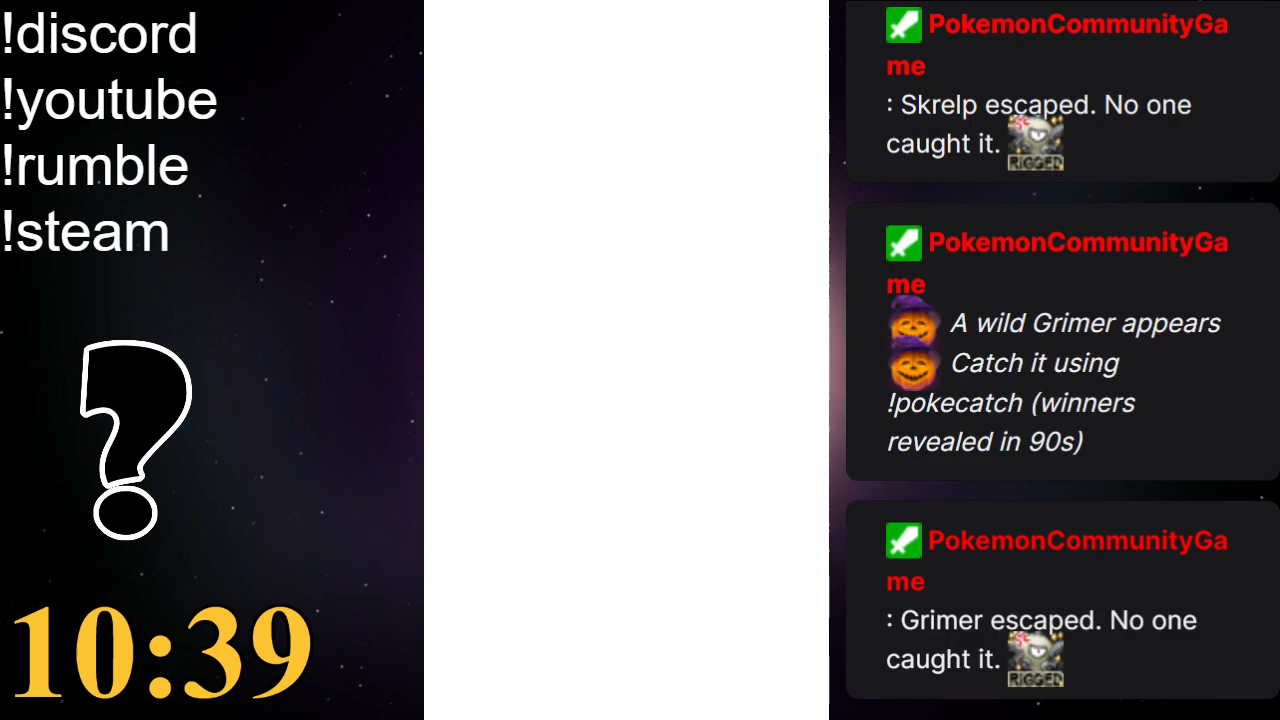 !discord
!youtube
!rumble
!steam
?
10:39
PokemonCommunityGa
me
: Skrelp escaped. No one
caught it. RIGGED
PokemonCommunityGa
me
A wild Grimer appears
Catch it using
!pokecatch (winners
revealed in 90s)
PokemonCommunityGa
me
: Grimer escaped. No one
caught it. RIGGED